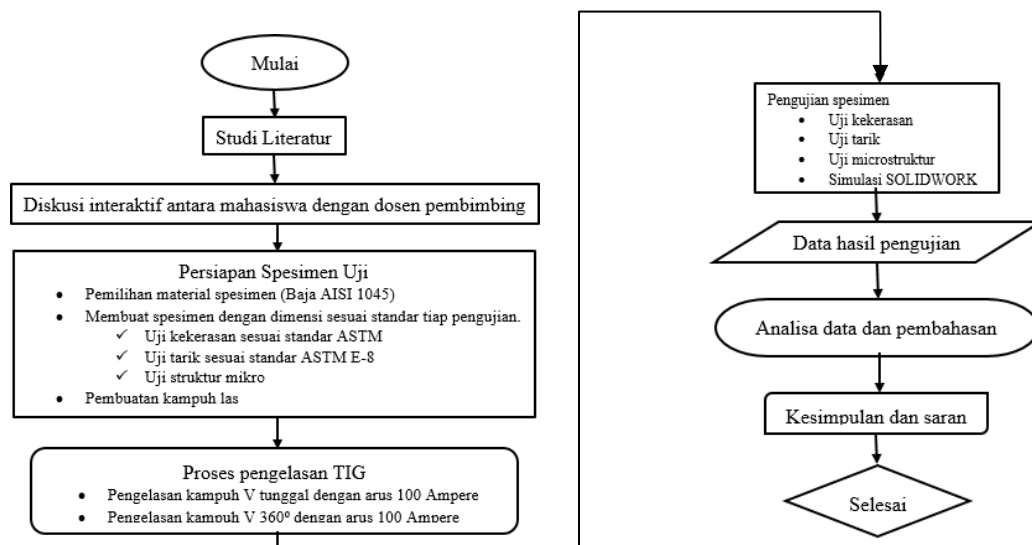 Mulai
Studi Literatur
Diskusi interaktif antara mahasiswa dengan dosen pembimbing
Persiapan Spesimen Uji
• Pemilihan material spesimen (Baja AISI 1045)
• Membuat spesimen dengan dimensi sesuai standar tiap pengujian.
✓ Uji kekerasan sesuai standar ASTM
✓ Uji tarik sesuai standar ASTM E-8
✓ Uji struktur mikro
• Pembuatan kampuh las
Proses pengelasan TIG
• Pengelasan kampuh V tunggal dengan arus 100 Ampere
• Pengelasan kampuh V 360⁰ dengan arus 100 Ampere
Pengujian spesimen
• Uji kekerasan
• Uji tarik
• Uji microstruktur
• Simulasi SOLIDWORK
Data hasil pengujian
Analisa data dan pembahasan
Kesimpulan dan saran
Selesai